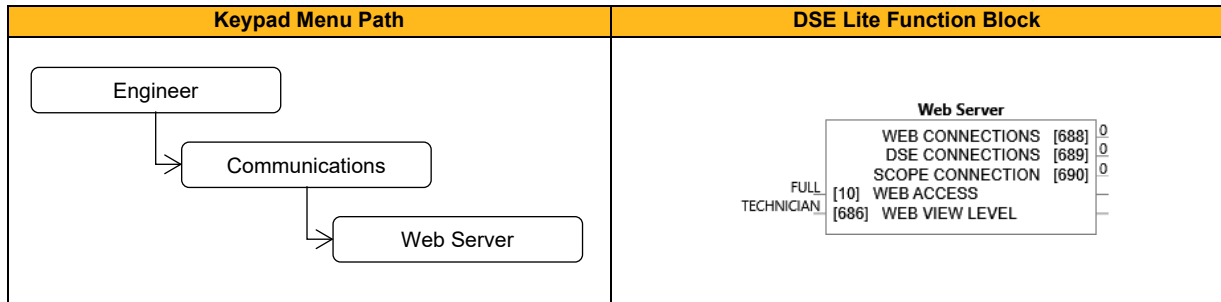 Keypad Menu Path
DSE Lite Function Block
Engineer
Communications
Web Server
Web Server
WEB CONNECTIONS [688] 0
DSE CONNECTIONS [689] 0
SCOPE CONNECTION [690] 0
FULL [10] WEB ACCESS
TECHNICIAN [686] WEB VIEW LEVEL